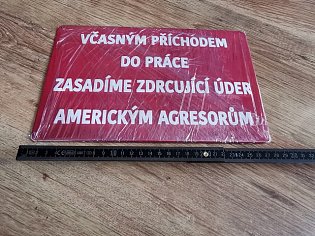 VČASNÝM PŘÍCHODEM
DO PRÁCE
ZASADÍME ZDRCUJÍCÍ ÚDER
AMERICKÝM AGRESORŮM